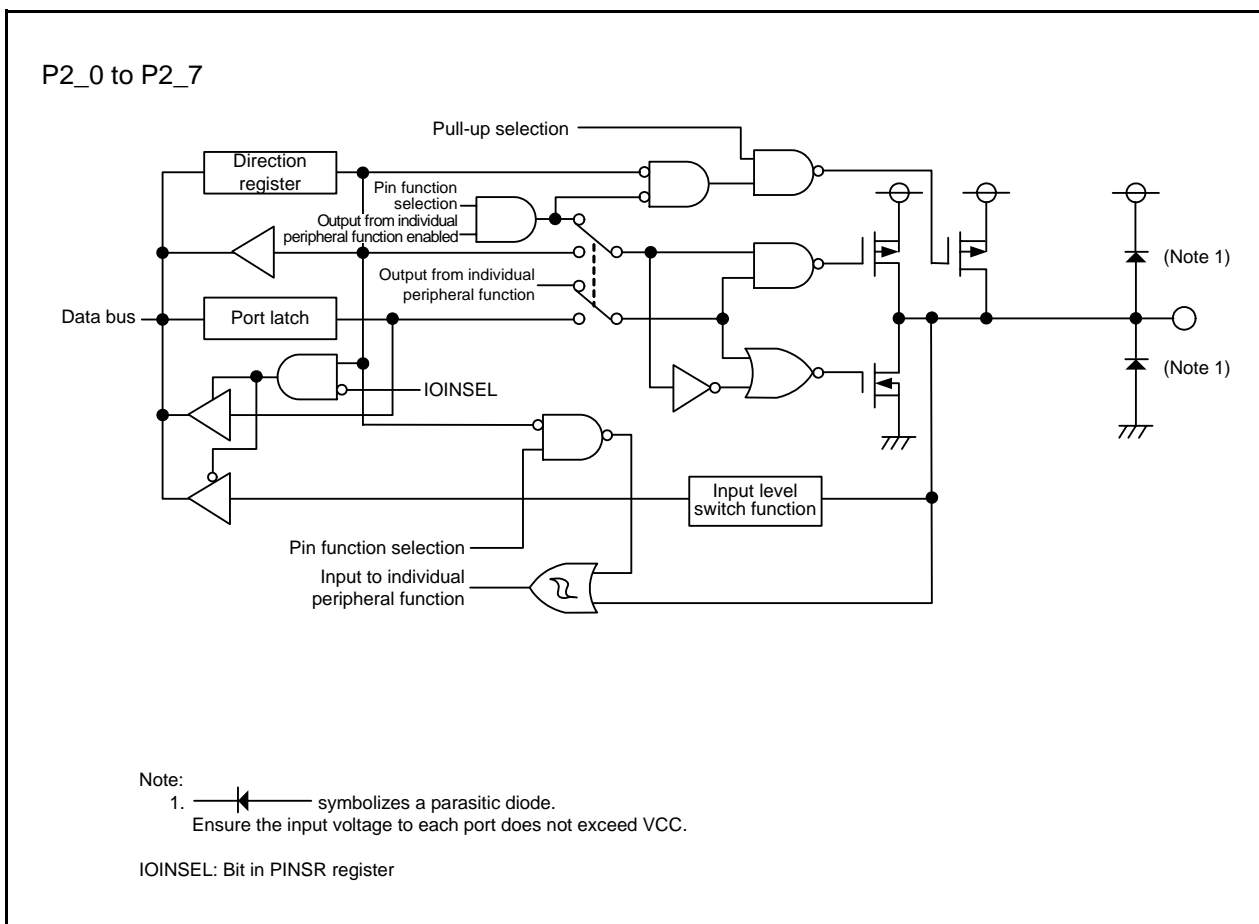 P2_0 to P2_7
Pull-up selection
Direction
register
Pin function
selection
Output from individual
peripheral function enabled
Output from individual
peripheral function
(Note 1)
Data bus
Port latch
(Note 1)
IOINSEL
Input level
switch function
Pin function selection
Input to individual
peripheral function
Note:
1. symbolizes a parasitic diode.
Ensure the input voltage to each port does not exceed VCC.
IOINSEL: Bit in PINSR register